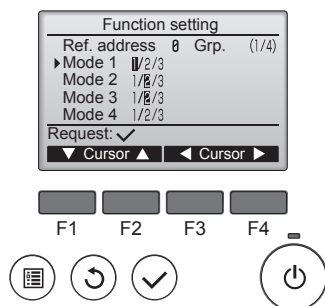 Function setting
Ref. address 0 Grp. (1/4)
Mode 1 1/2/3
Mode 2 1/2/3
Mode 3 1/2/3
Mode 4 1/2/3
Request: ✓
▼ Cursor ▲ ◀ Cursor ▶
F1 F2 F3 F4